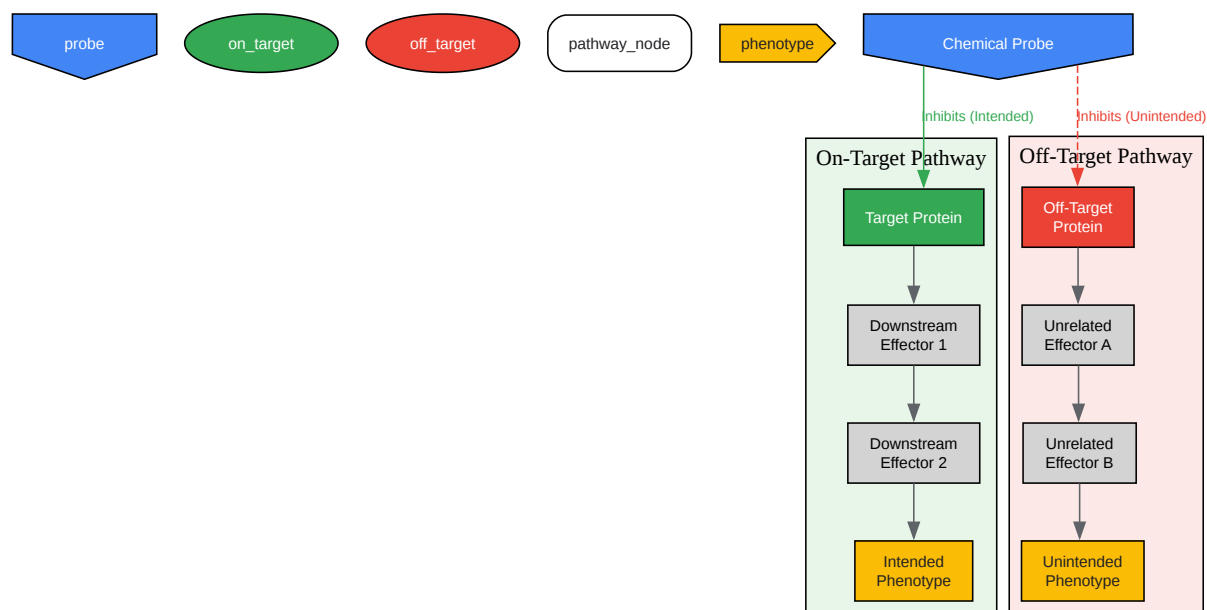 probe
on_target
off_target
pathway_node
phenotype
Chemical Probe
Inhibits (Intended)
Inhibits (Unintended)
On-Target Pathway
Off-Target Pathway
Target Protein
Off-Target
Protein
Downstream
Effector 1
Unrelated
Effector A
Downstream
Effector 2
Unrelated
Effector B
Intended
Phenotype
Unintended
Phenotype